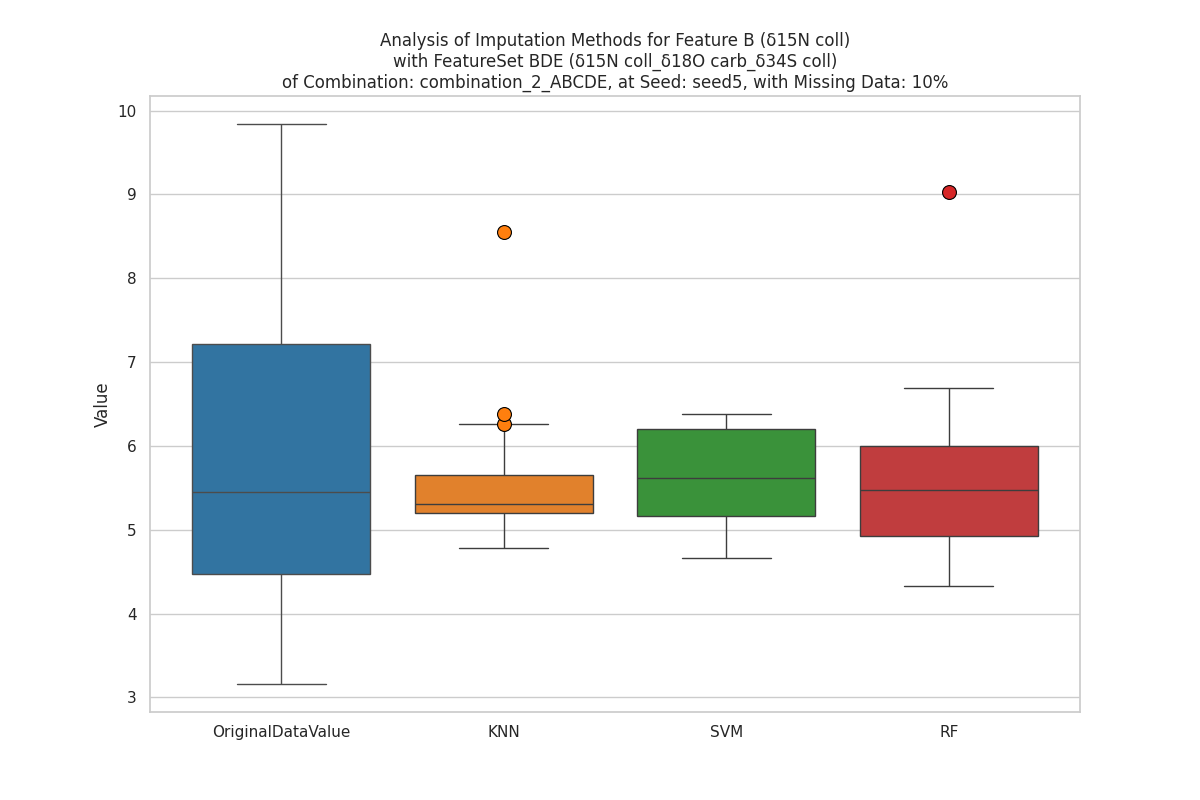 Analysis of Imputation Methods for Feature B (δ15N coll)
with FeatureSet BDE (δ15N coll_δ18O carb_δ34S coll)
of Combination: combination_2_ABCDE, at Seed: seed5, with Missing Data: 10%
10
9
8
7
6
5
4
3
Value
OriginalDataValue
KNN
SVM
RF